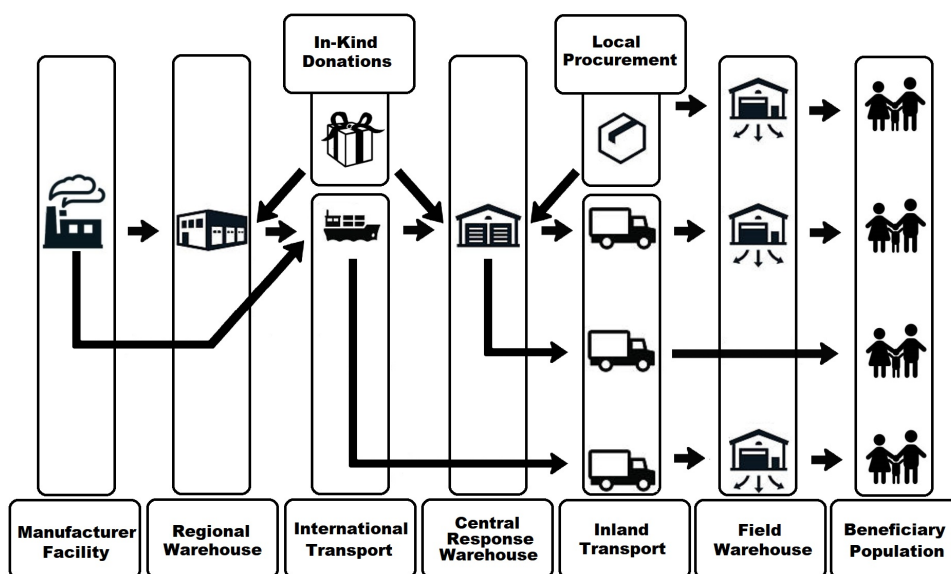 In-Kind
Donations
Local
Procurement
Manufacturer
Facility
Regional
Warehouse
International
Transport
Central
Response
Warehouse
Inland
Transport
Field
Warehouse
Beneficiary
Population